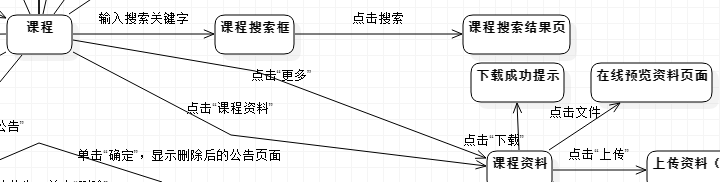 输入搜索关键字
点击搜索
课程
课程搜索框
课程搜索结果页
点击“更多”
下载成功提示
在线预览资料页面
点击“课程资料”
点击文件
公告”
点击“下载”
单击“确定”，显示删除后的公告页面
课程资料
点击“上传”
上传资料（